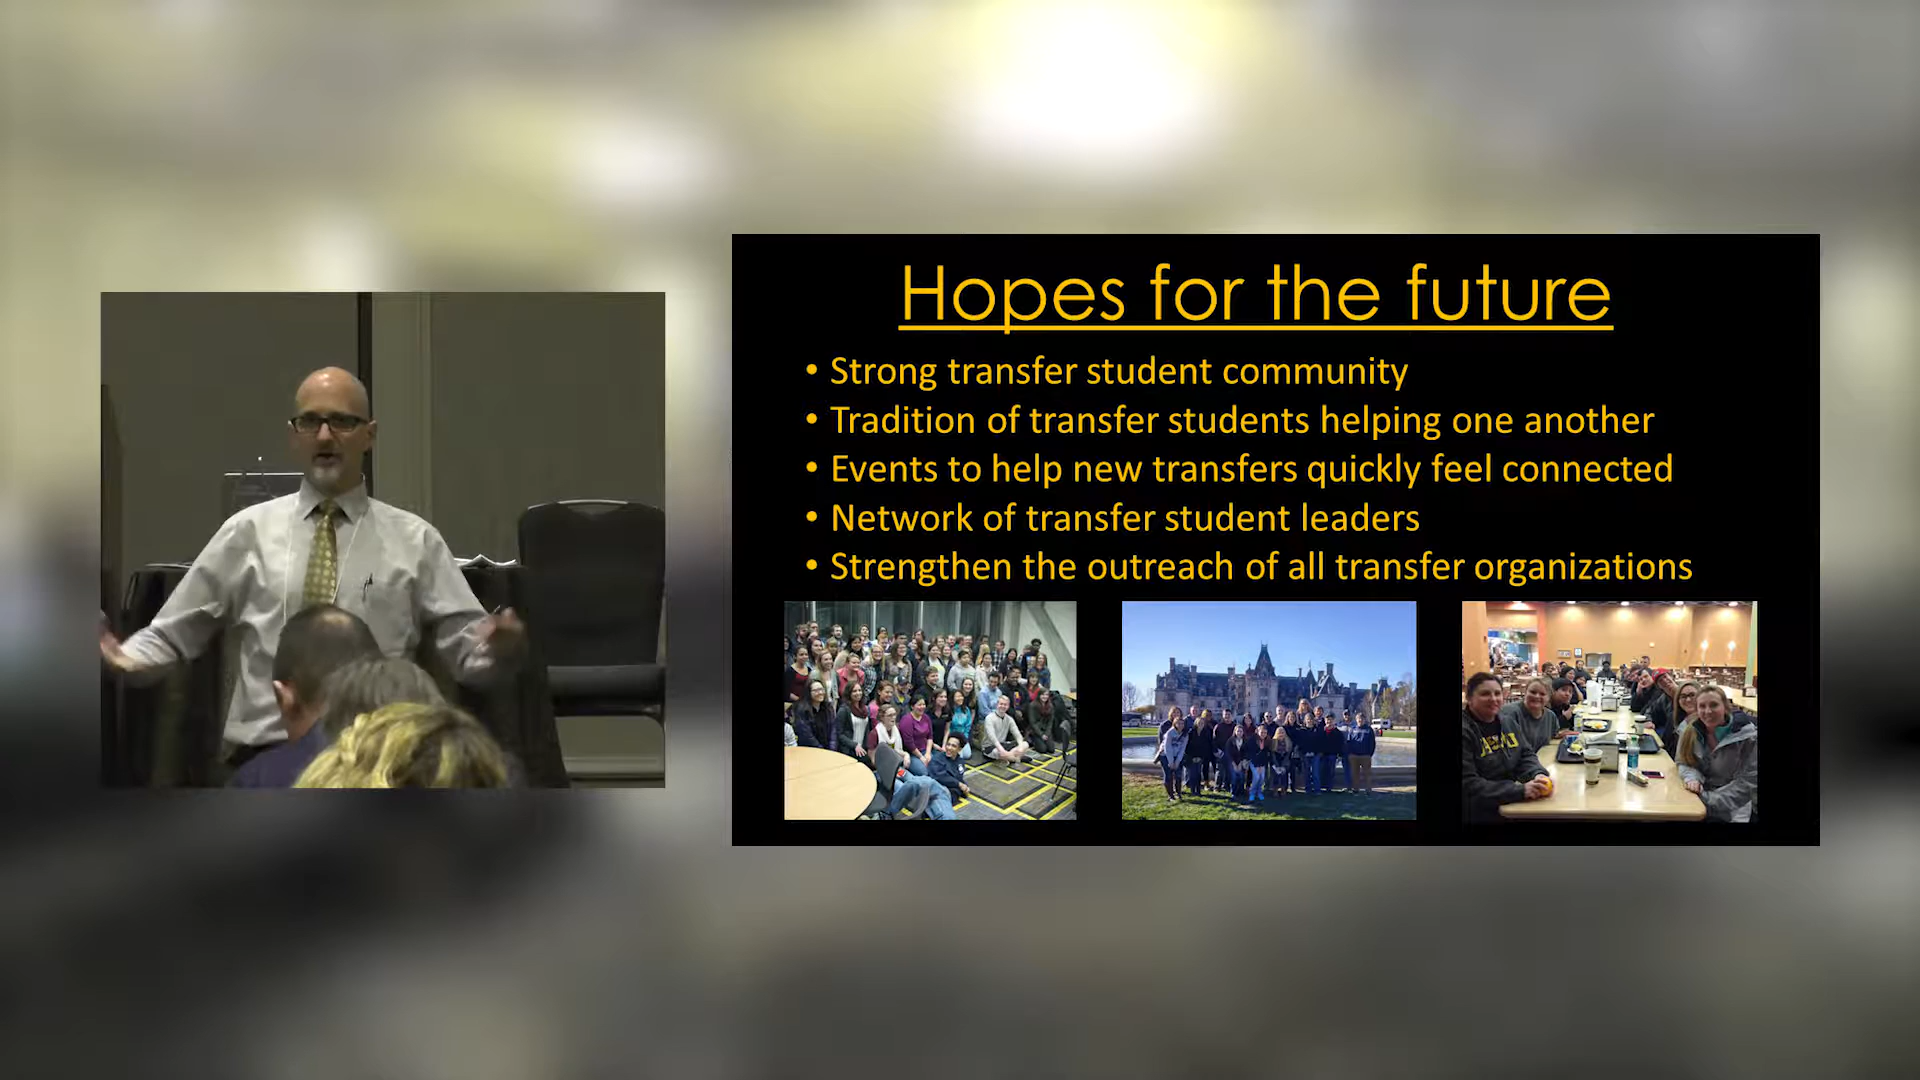 Hopes for the future
• Strong transfer student community
• Tradition of transfer students helping one another
• Events to help new transfers quickly feel connected
• Network of transfer student leaders
• Strengthen the outreach of all transfer organizations